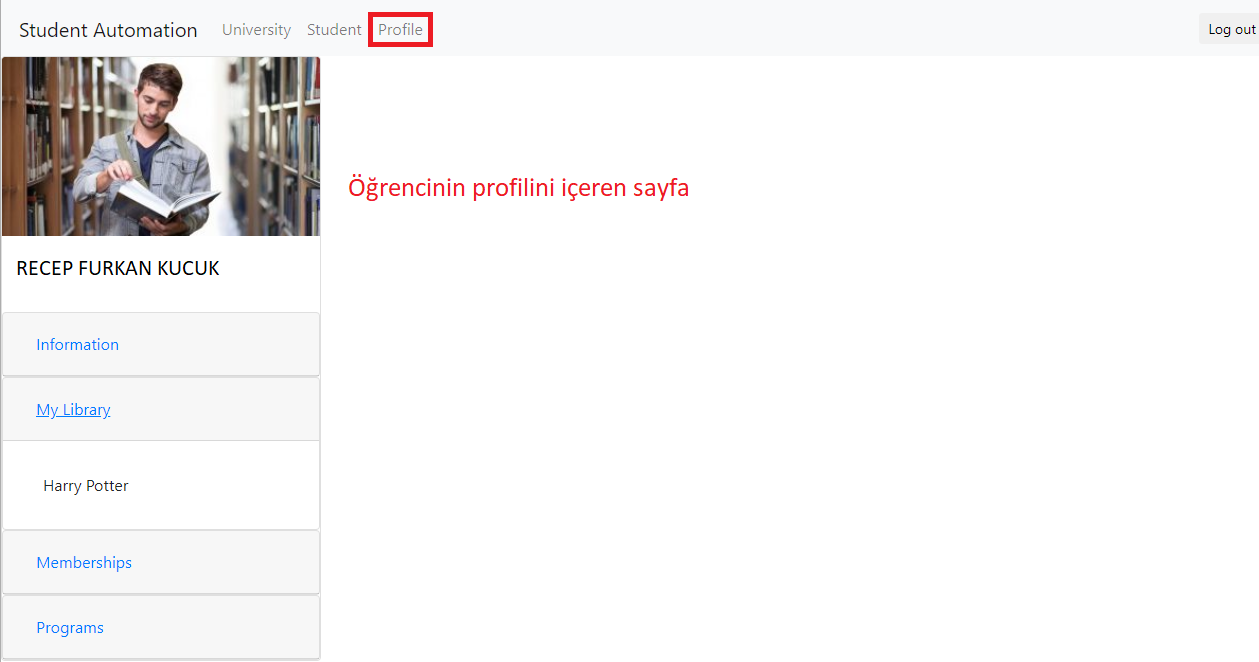 Student Automation University Student Profile Log out
Öğrencinin profilini içeren sayfa
RECEP FURKAN KUCUK
Information
My Library
Harry Potter
Memberships
Programs